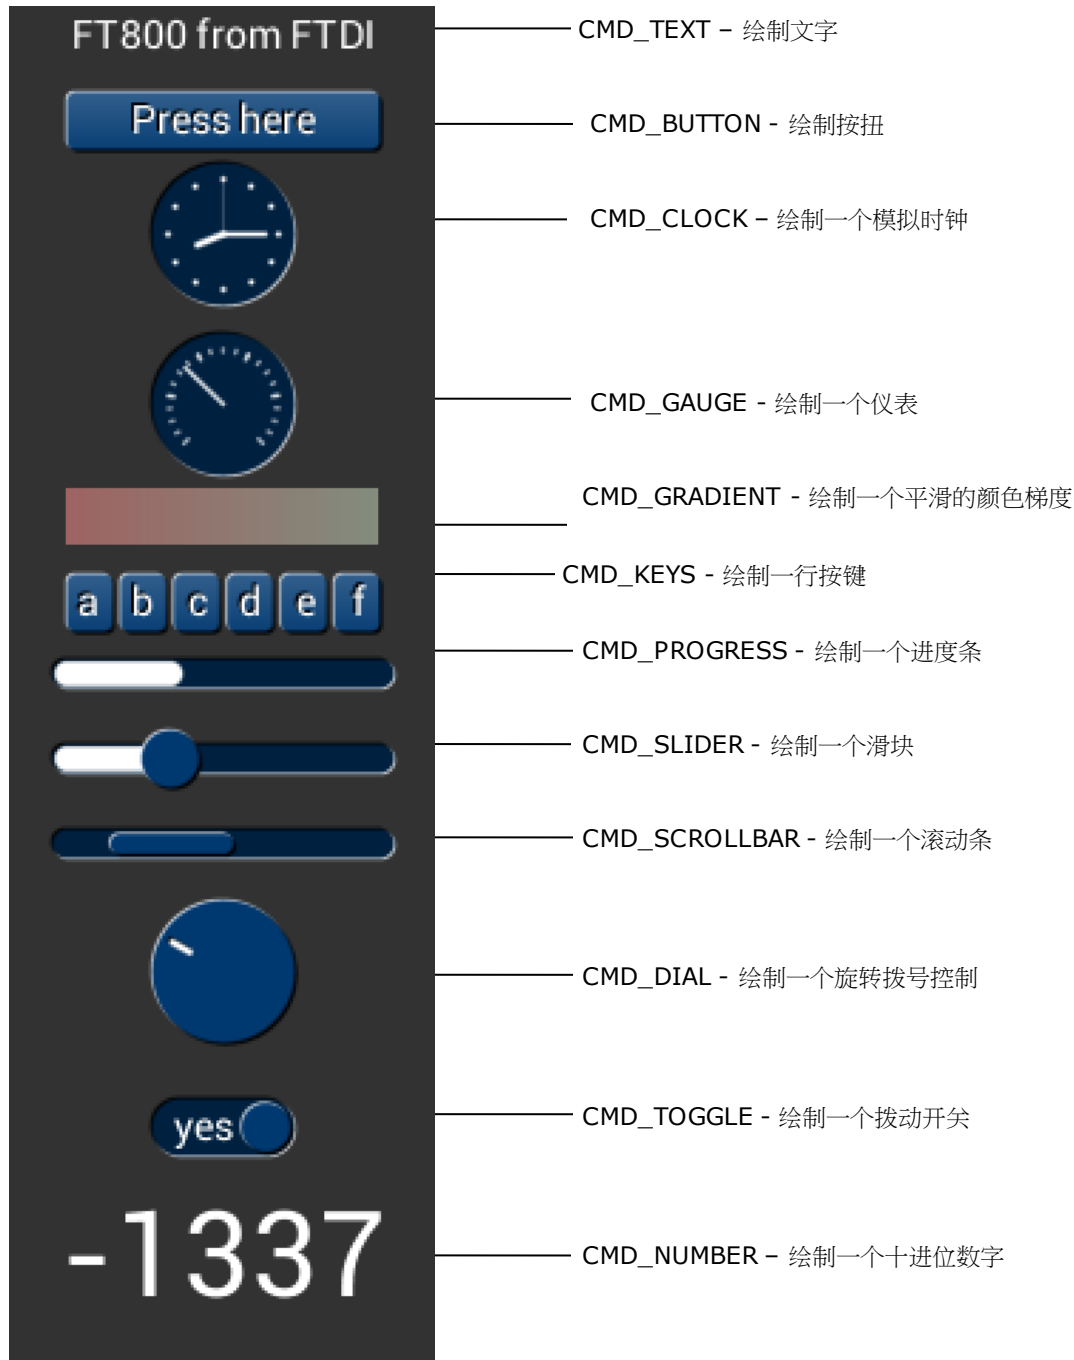 FT800 from FTDI
CMD_TEXT – 绘制文字
Press here
CMD_BUTTON - 绘制按扭
CMD_CLOCK – 绘制一个模拟时钟
CMD_GAUGE - 绘制一个仪表
CMD_GRADIENT - 绘制一个平滑的颜色梯度
CMD_KEYS - 绘制一行按键
a b c d e f
CMD_PROGRESS - 绘制一个进度条
CMD_SLIDER - 绘制一个滑块
CMD_SCROLLBAR - 绘制一个滚动条
CMD_DIAL - 绘制一个旋转拨号控制
CMD_TOGGLE - 绘制一个拨动开关
yes
-1337
CMD_NUMBER – 绘制一个十进位数字